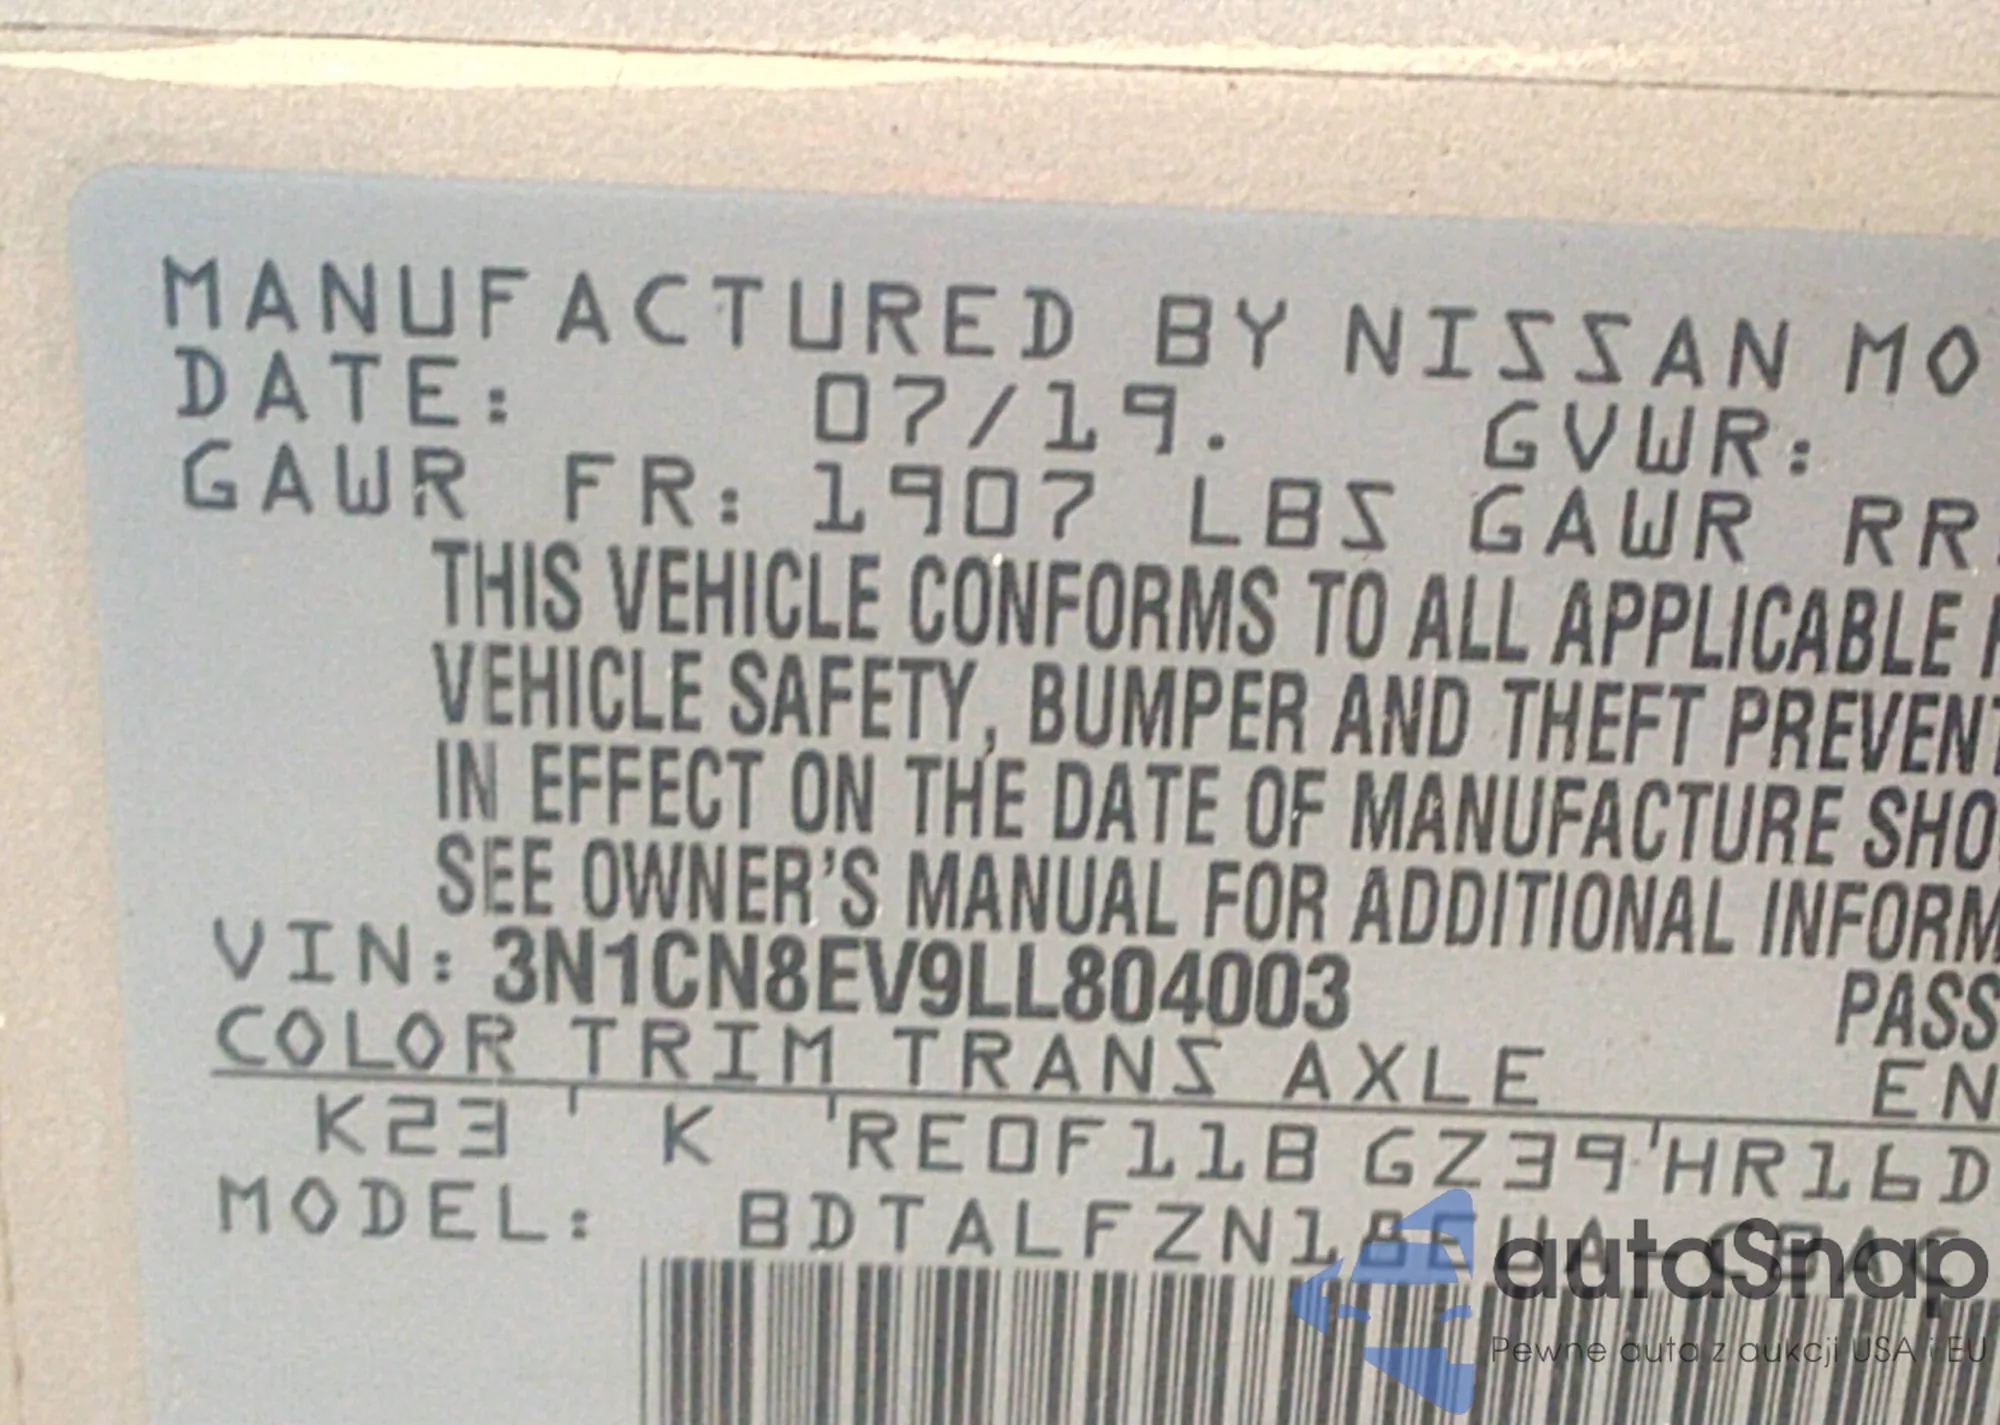 MANUFACTURED BY NISSAN MO
DATE: 07/19. GVWR:
GAWR FR: 1907 LBS GAWR RR
THIS VEHICLE CONFORMS TO ALL APPLICABLE
VEHICLE SAFETY, BUMPER AND THEFT PREVENT
IN EFFECT ON THE DATE OF MANUFACTURE SHO
SEE OWNER'S MANUAL FOR ADDITIONAL INFORM
VIN: 3N1CN8EV9LL804003 PASS
COLOR TRIM TRANS AXLE EN
K23 K RE0F11B GZ39 HR16D
MODEL: BDTALFZN18EUA-CBAC
autaSnap
Pewne auta z aukcji USA i EU